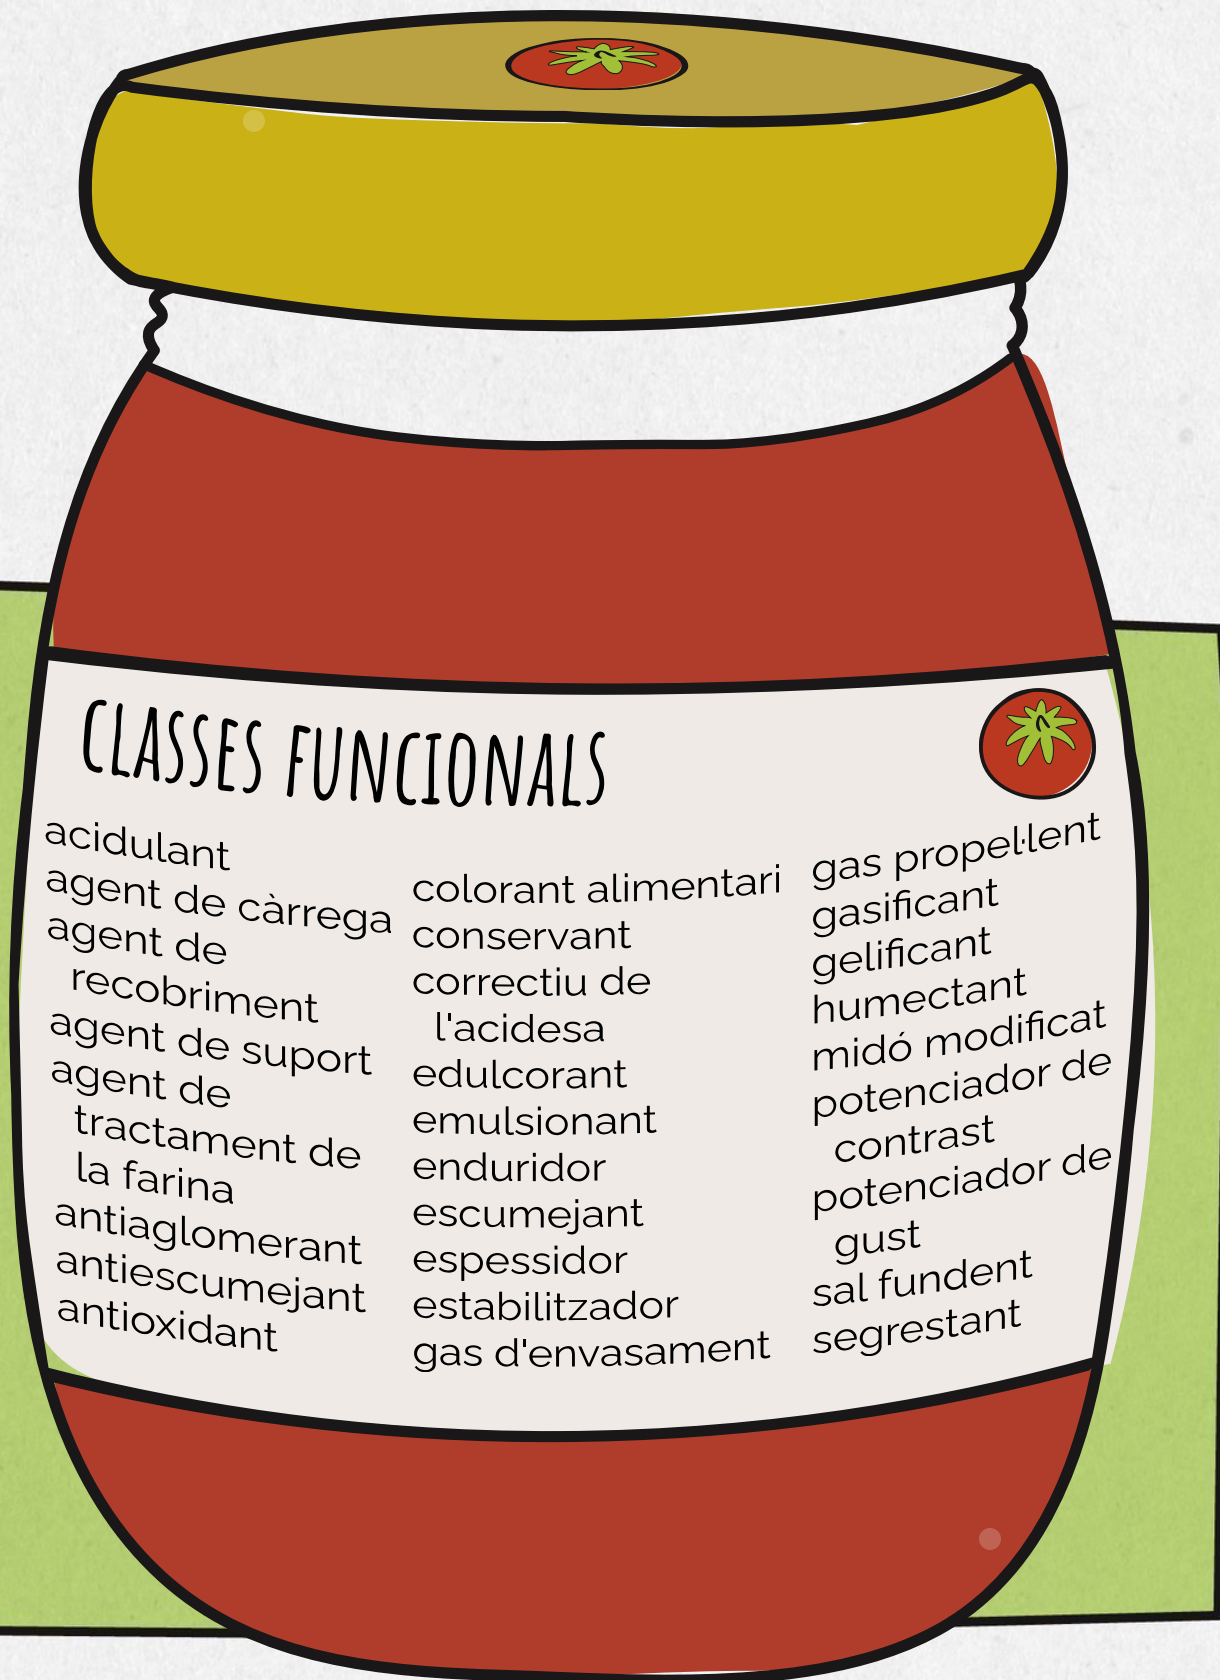 CLASSES FUNCIONALS
acidulant
agent de càrrega
agent de
recobriment
agent de suport
agent de
tractament de
la farina
antiaglomerant
antiescumejant
antioxidant
colorant alimentari
conservant
correctiu de
l'acidesa
edulcorant
emulsionant
enduridor
escumejant
espessidor
estabilitzador
gas d'envasament
gas propel·lent
gasificant
gelificant
humectant
midó modificat
potenciador de
contrast
potenciador de
gust
sal fundent
segrestant